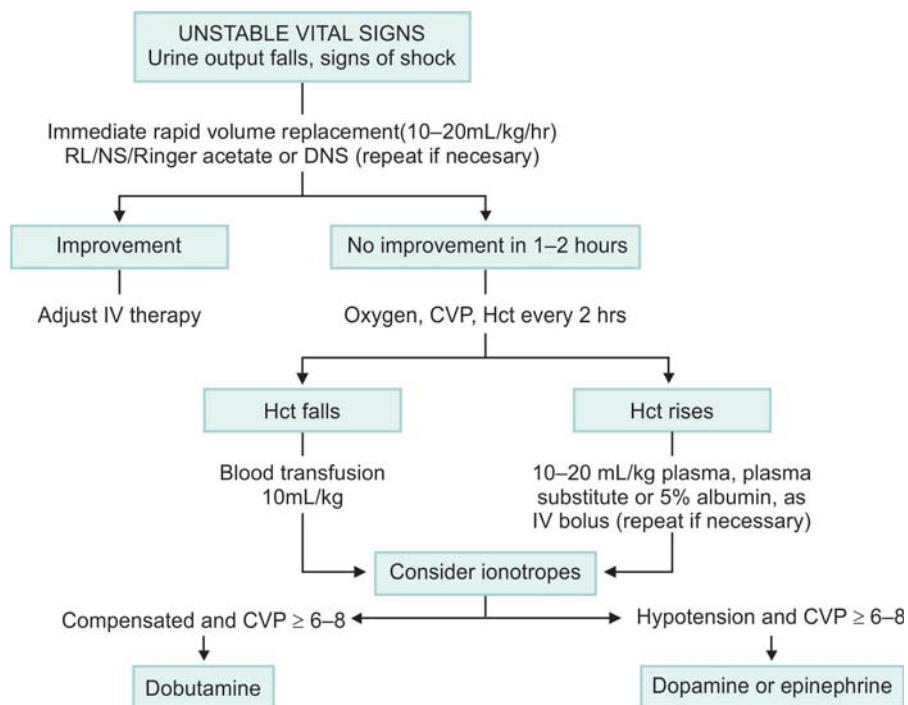 UNSTABLE VITAL SIGNS
Urine output falls, signs of shock
Immediate rapid volume replacement(10–20mL/kg/hr)
RL/NS/Ringer acetate or DNS (repeat if necesary)
Improvement
No improvement in 1–2 hours
Adjust IV therapy
Oxygen, CVP, Hct every 2 hrs
Hct falls
Hct rises
Blood transfusion
10mL/kg
10–20 mL/kg plasma, plasma
substitute or 5% albumin, as
IV bolus (repeat if necessary)
Consider ionotropes
Compensated and CVP ≥ 6–8
Hypotension and CVP ≥ 6–8
Dobutamine
Dopamine or epinephrine